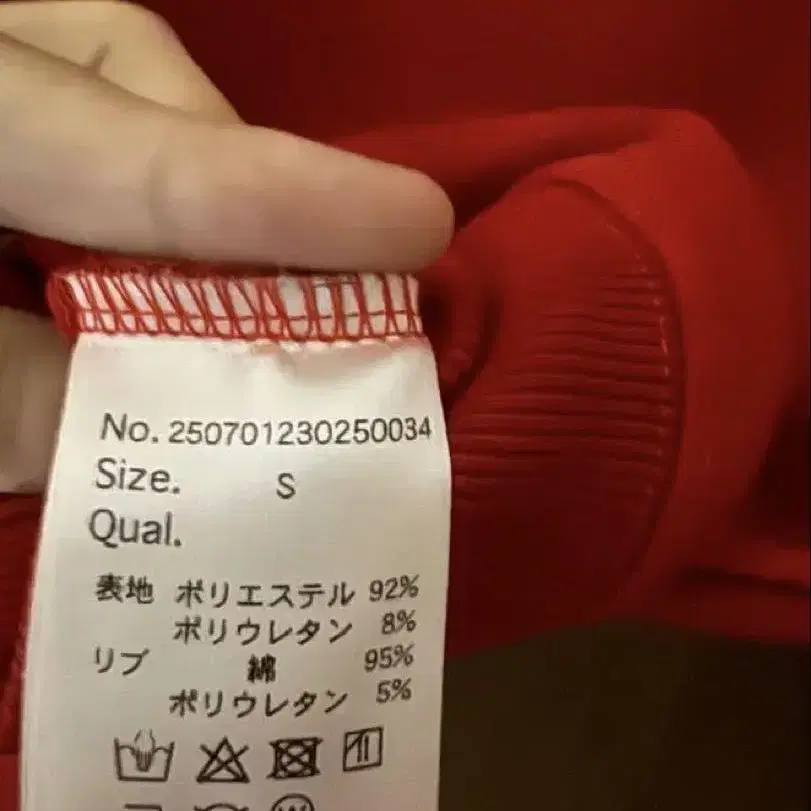 No. 250701230250034
Size. S
Qual.
表地 ポリエステル 92%
ポリウレタン 8%
リブ 綿 95%
ポリウレタン 5%